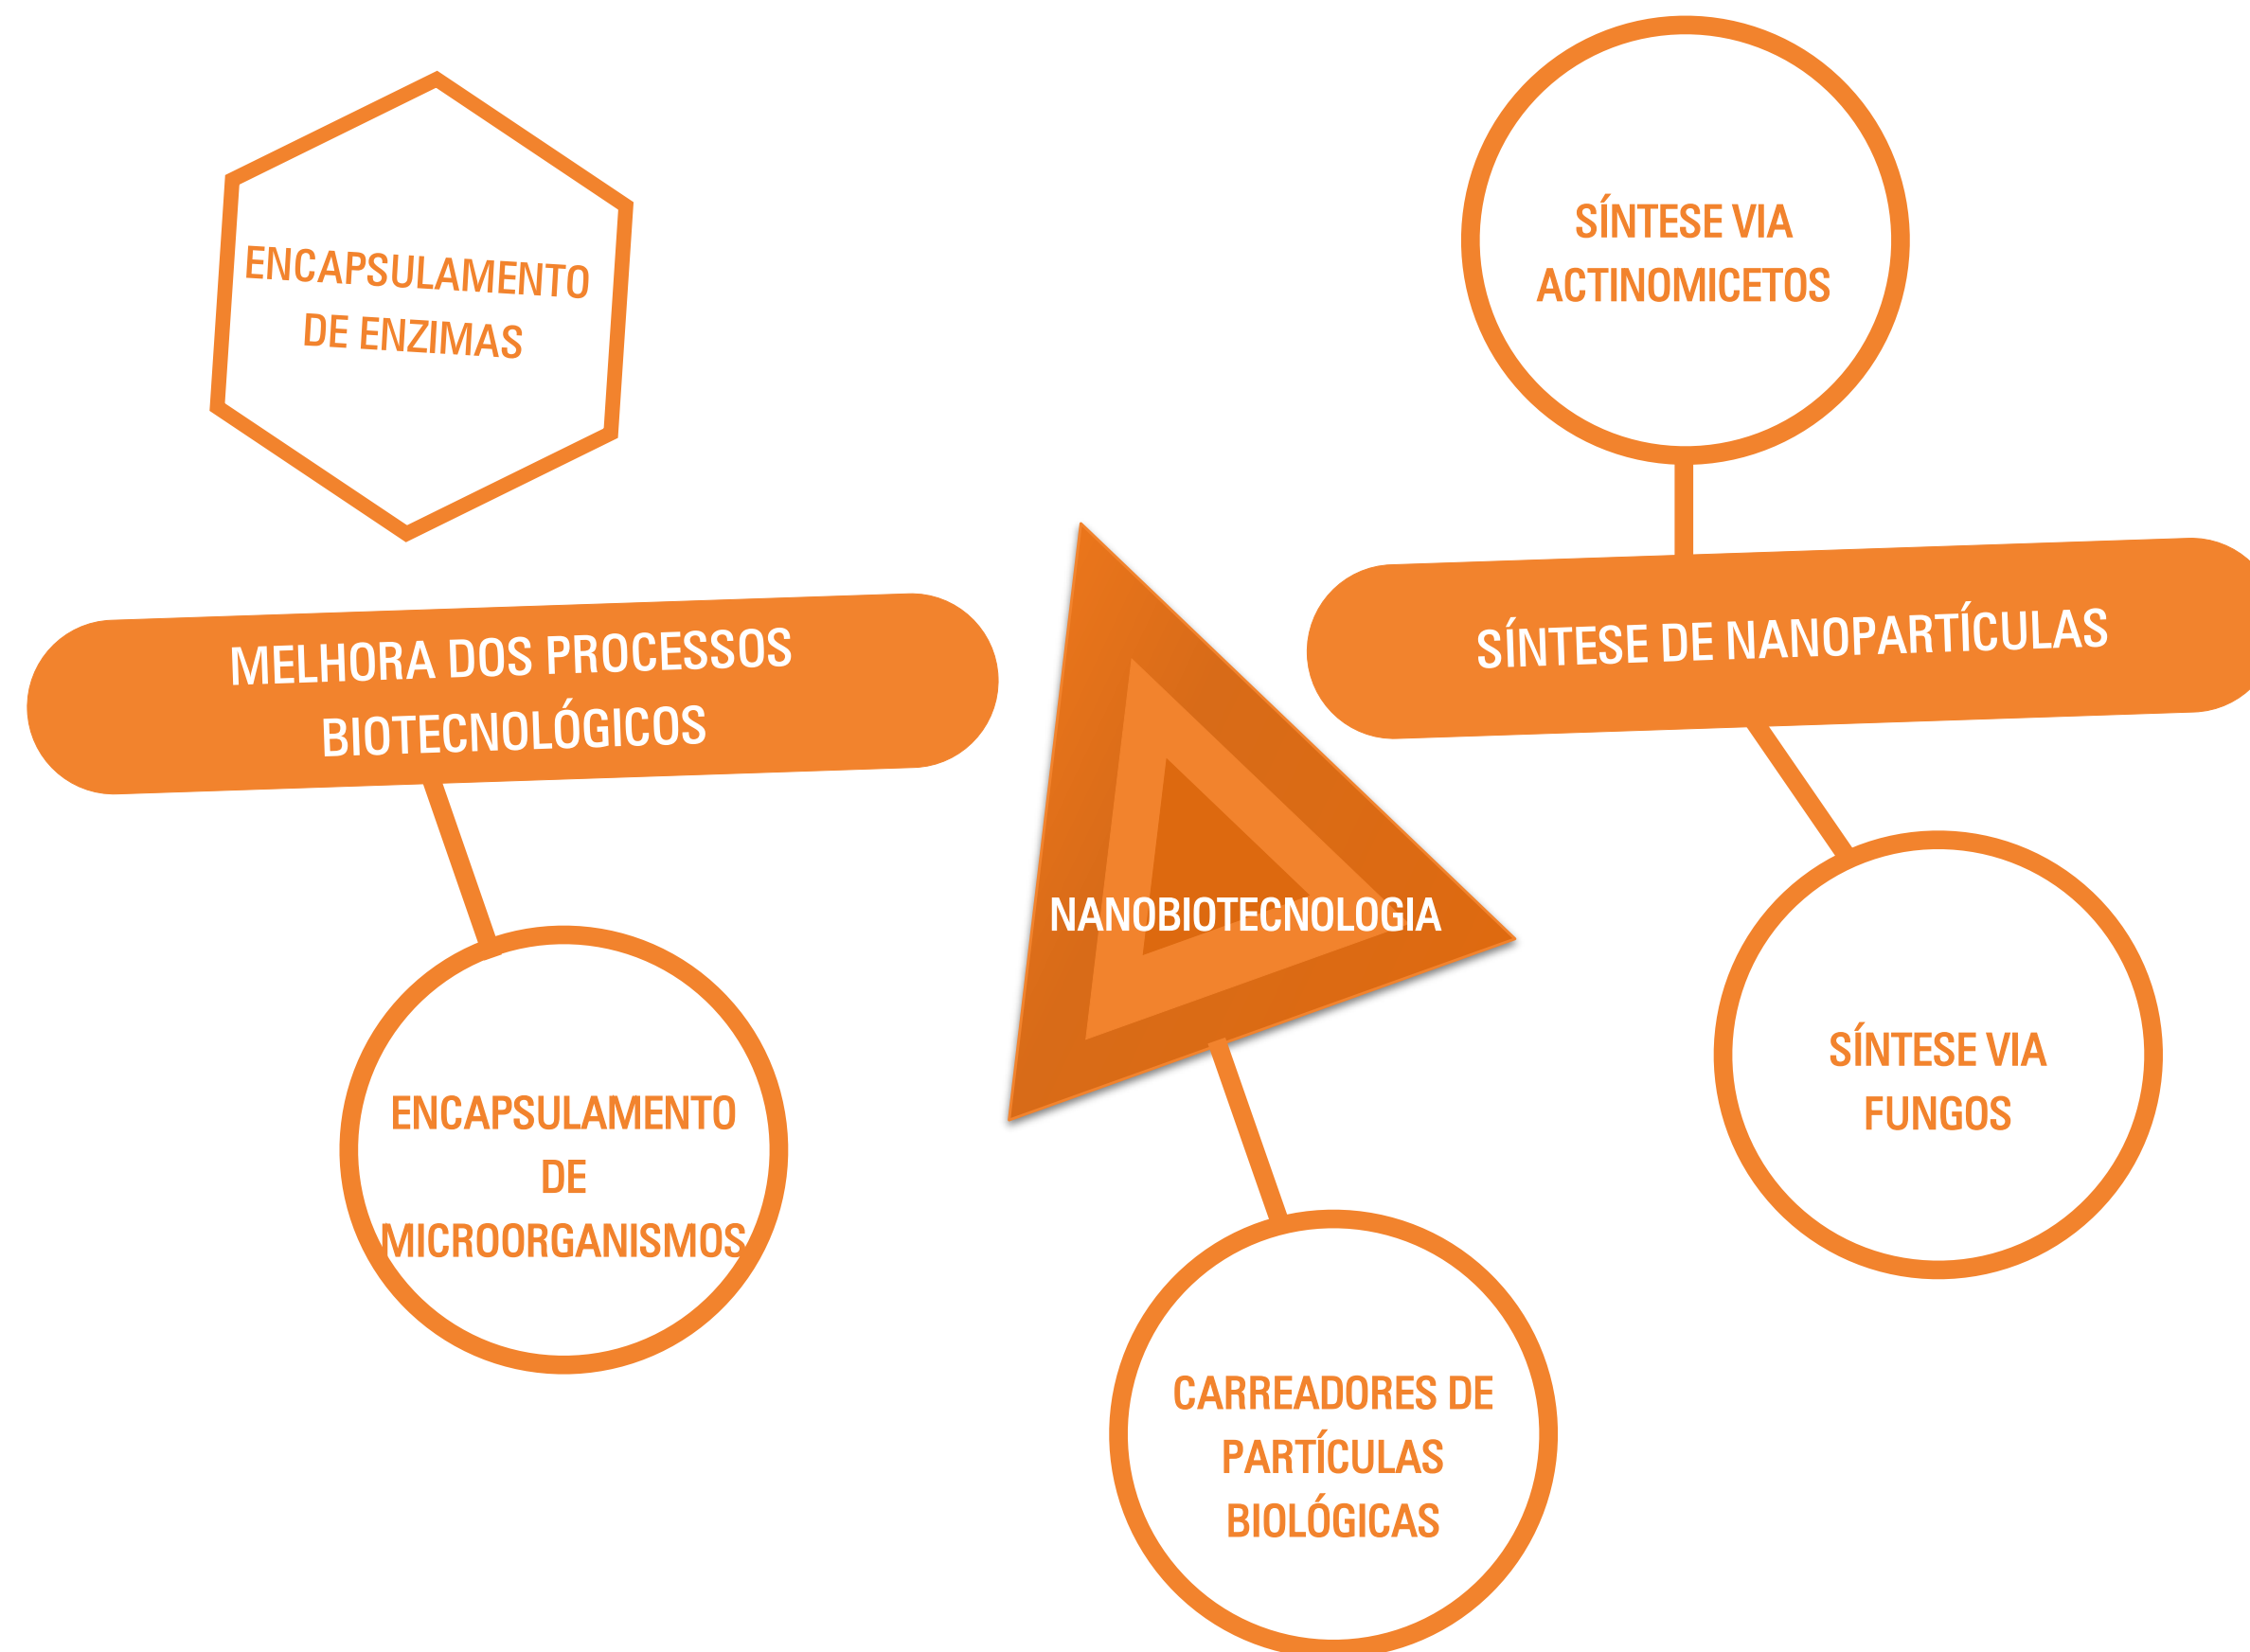 ENCAPSULAMENTO
DE ENZIMAS
SÍNTESE VIA
ACTINOMICETOS
MELHORA DOS PROCESSOS
BIOTECNOLÓGICOS
SÍNTESE DE NANOPARTÍCULAS
NANOBIOTECNOLOGIA
ENCAPSULAMENTO
DE
MICROORGANISMOS
SÍNTESE VIA
FUNGOS
CARREADORES DE
PARTÍCULAS
BIOLÓGICAS